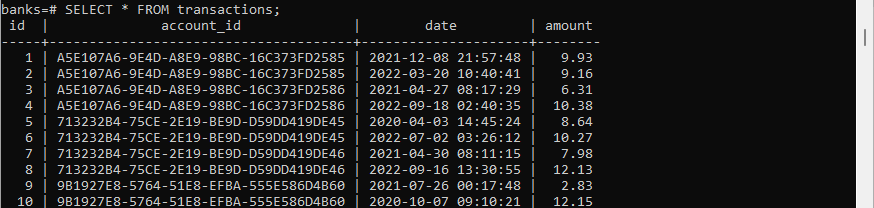 banks=# SELECT * FROM transactions;
id | account_id | date | amount
-----+--------------------------------------+---------------------+--------
1 | A5E107A6-9E4D-A8E9-98BC-16C373FD2585 | 2021-12-08 21:57:48 | 9.93
2 | A5E107A6-9E4D-A8E9-98BC-16C373FD2585 | 2022-03-20 10:40:41 | 9.16
3 | A5E107A6-9E4D-A8E9-98BC-16C373FD2586 | 2021-04-27 08:17:29 | 6.31
4 | A5E107A6-9E4D-A8E9-98BC-16C373FD2586 | 2022-09-18 02:40:35 | 10.38
5 | 713232B4-75CE-2E19-BE9D-D59DD419DE45 | 2020-04-03 14:45:24 | 8.64
6 | 713232B4-75CE-2E19-BE9D-D59DD419DE45 | 2022-07-02 03:26:12 | 10.27
7 | 713232B4-75CE-2E19-BE9D-D59DD419DE46 | 2021-04-30 08:11:15 | 7.98
8 | 713232B4-75CE-2E19-BE9D-D59DD419DE46 | 2022-09-16 13:30:55 | 12.13
9 | 9B1927E8-5764-51E8-EFBA-555E586D4B60 | 2021-07-26 00:17:48 | 2.83
10 | 9B1927E8-5764-51E8-EFBA-555E586D4B60 | 2020-10-07 09:10:21 | 12.15